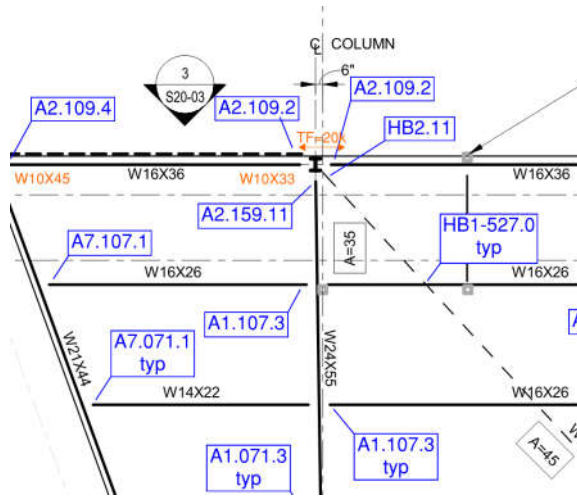 ℄ COLUMN
3
S20-03
6"
A2.109.4
A2.109.2
A2.109.2
TF=20k
HB2.11
W10X45
W16X36
W10X33
W16X36
A2.159.11
A=35
HB1-527.0
typ
A7.107.1
W16X26
W16X26
A1.107.3
A7.071.1
typ
W21X44
W24X55
W14X22
W16X26
A1.071.3
typ
A1.107.3
typ
A=45